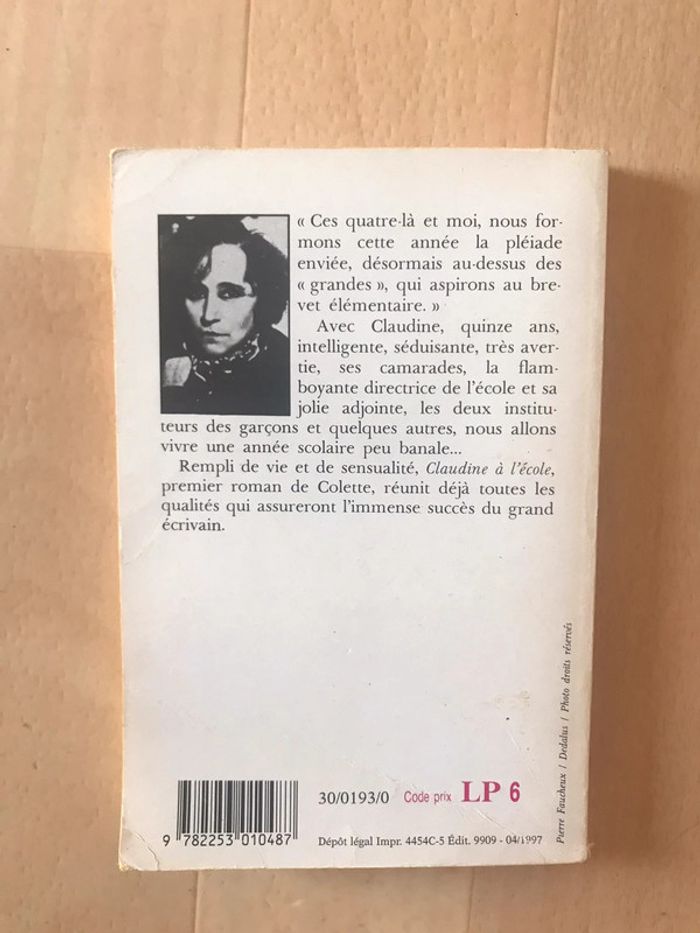 « Ces quatre-là et moi, nous for-
mons cette année la pléiade
enviée, désormais au-dessus des
« grandes », qui aspirons au bre-
vet élémentaire. »
Avec Claudine, quinze ans,
intelligente, séduisante, très aver-
tie, ses camarades, la flam-
boyante directrice de l'école et sa
jolie adjointe, les deux institu-
teurs des garçons et quelques autres, nous allons
vivre une année scolaire peu banale...
Rempli de vie et de sensualité, Claudine à l'école,
premier roman de Colette, réunit déjà toutes les
qualités qui assureront l'immense succès du grand
écrivain.
Pierre Faucheux / Dedalus / Photo droits réservés
9 782253 010487
30/0193/0 Code prix LP 6
Dépôt légal Impr. 4454C-5 Édit. 9909 - 04/1997